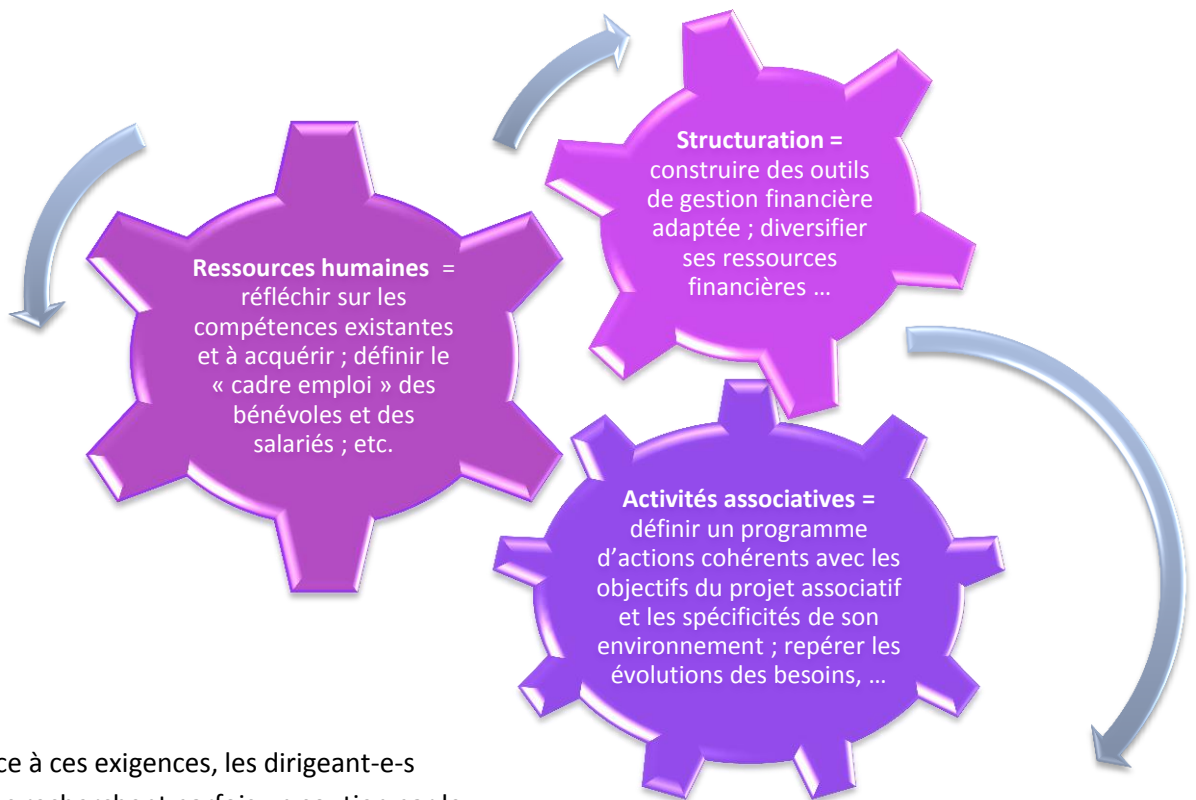 Structuration =
construire des outils
de gestion financière
adaptée ; diversifier
ses ressources
financières …
Ressources humaines =
réfléchir sur les
compétences existantes
et à acquérir ; définir le
« cadre emploi » des
bénévoles et des
salariés ; etc.
Activités associatives =
définir un programme
d’actions cohérents avec les
objectifs du projet associatif
et les spécificités de son
environnement ; repérer les
évolutions des besoins, …
à ces exigences, les dirigeant-e-s